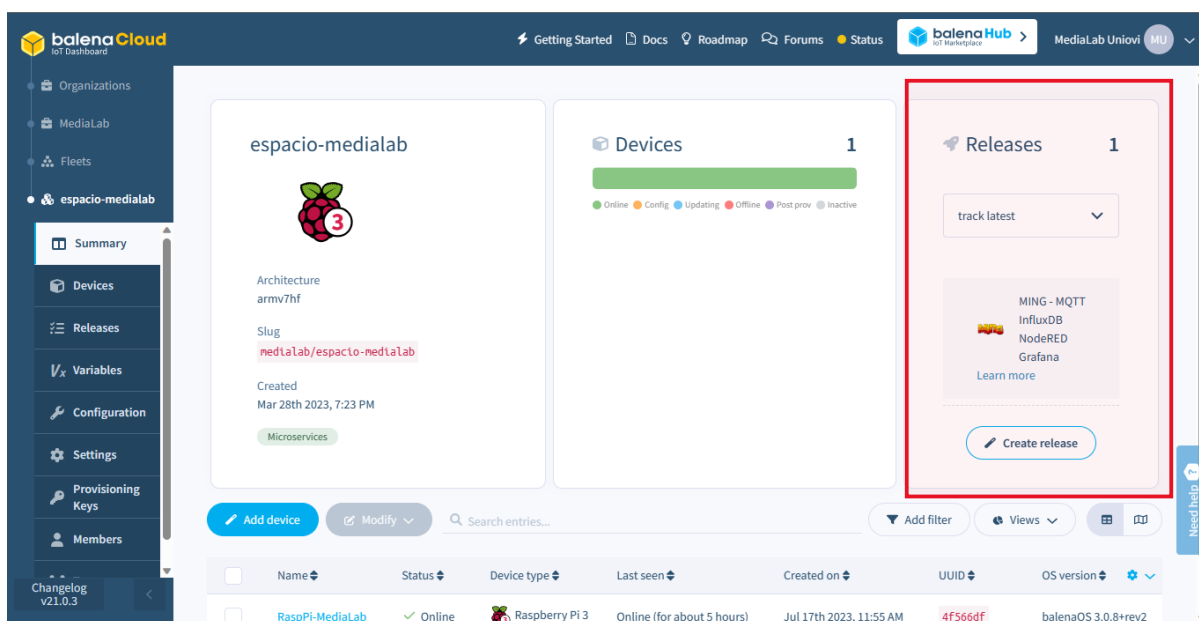 balenaCloud
IoT Dashboard
Getting Started Docs Roadmap Forums Status
balenaHub
IoT Marketplace
MediaLab Uniovi MU
Organizations
MediaLab
Fleets
espacio-medialab
Summary
Devices
Releases
Vx Variables
Configuration
Settings
Provisioning
Keys
Members
Changelog
v21.0.3
espacio-medialab
3
Architecture
armv7hf
Slug
medialab/espacio-medialab
Created
Mar 28th 2023, 7:23 PM
Microservices
Devices 1
Online Config Updating Offline Post prov Inactive
Releases 1
track latest
MING - MQTT
InfluxDB
NodeRED
Grafana
Learn more
Create release
Need help
Add device Modify Search entries... Add filter Views
Name Status Device type Last seen Created on UUID OS version
RaspPi-MediaLab Online Raspberry Pi 3 Online (for about 5 hours) Jul 17th 2023, 11:55 AM 4f566df balenaOS 3.0.8+rev2